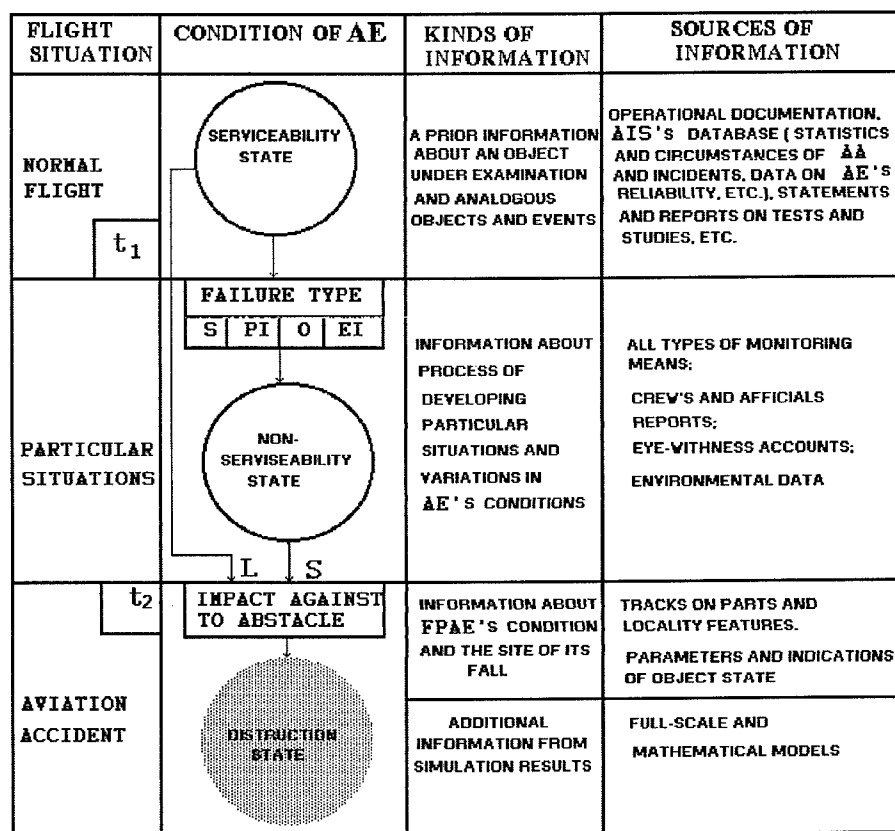 FLIGHT
SITUATION
CONDITION OF AE
KINDS OF
INFORMATION
SOURCES OF
INFORMATION
NORMAL
FLIGHT
t1
SERVICEABILITY
STATE
A PRIOR INFORMATION
ABOUT AN OBJECT
UNDER EXAMINATION
AND ANALOGOUS
OBJECTS AND EVENTS
OPERATIONAL DOCUMENTATION,
AIS'S DATABASE ( STATISTICS
AND CIRCUMSTANCES OF AA
AND INCIDENTS, DATA ON AE'S
RELIABILITY, ETC.), STATEMENTS
AND REPORTS ON TESTS AND
STUDIES, ETC.
PARTICULAR
SITUATIONS
FAILURE TYPE
S PI O EI
NON-
SERVISEABILITY
STATE
L S
INFORMATION ABOUT
PROCESS OF
DEVELOPING
PARTICULAR
SITUATIONS AND
VARIATIONS IN
AE'S CONDITIONS
ALL TYPES OF MONITORING
MEANS;
CREW'S AND AFFICIALS
REPORTS;
EYE-WITHNESS ACCOUNTS;
ENVIRONMENTAL DATA
t2
AVIATION
ACCIDENT
IMPACT AGAINST
TO ABSTACLE
DISTRUCTION
STATE
INFORMATION ABOUT
FPAE'S CONDITION
AND THE SITE OF ITS
FALL
TRACKS ON PARTS AND
LOCALITY FEATURES.
PARAMETERS AND INDICATIONS
OF OBJECT STATE
ADDITIONAL
INFORMATION FROM
SIMULATION RESULTS
FULL-SCALE AND
MATHEMATICAL MODELS